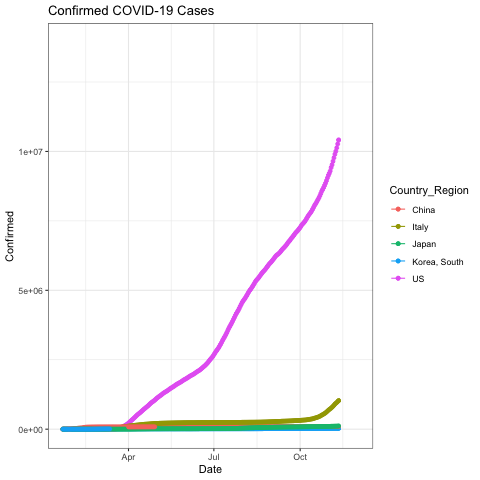 Confirmed COVID-19 Cases
1e+07
5e+06
0e+00
Confirmed
Apr
Jul
Oct
Date
Country_Region
China
Italy
Japan
Korea, South
US